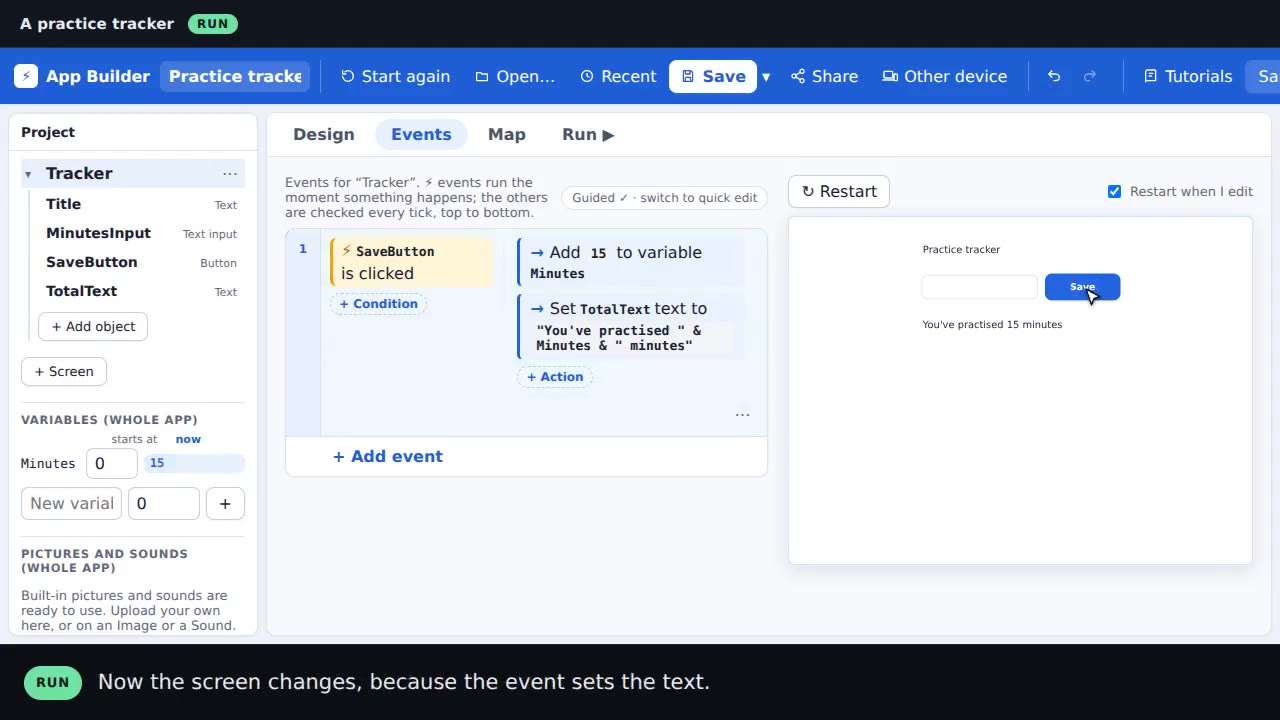 A practice tracker RUN
App Builder Practice tracke Start again Open... Recent Save ▼ Share Other device Tutorials Sa
Project
▾ Tracker ...
Title Text
MinutesInput Text input
SaveButton Button
TotalText Text
+ Add object
+ Screen
VARIABLES (WHOLE APP)
starts at now
Minutes 0 15
New varial 0 +
PICTURES AND SOUNDS
(WHOLE APP)
Built-in pictures and sounds are
ready to use. Upload your own
here, or on an Image or a Sound.
Design Events Map Run ▶
Events for “Tracker”. ⚡ events run the
moment something happens; the others
are checked every tick, top to bottom.
Guided ✓ · switch to quick edit
1
⚡ SaveButton
is clicked
+ Condition
→ Add 15 to variable
Minutes
→ Set TotalText text to
"You've practised " &
Minutes & " minutes"
+ Action
...
+ Add event
↻ Restart
Restart when I edit
Practice tracker
Save
You've practised 15 minutes
RUN Now the screen changes, because the event sets the text.